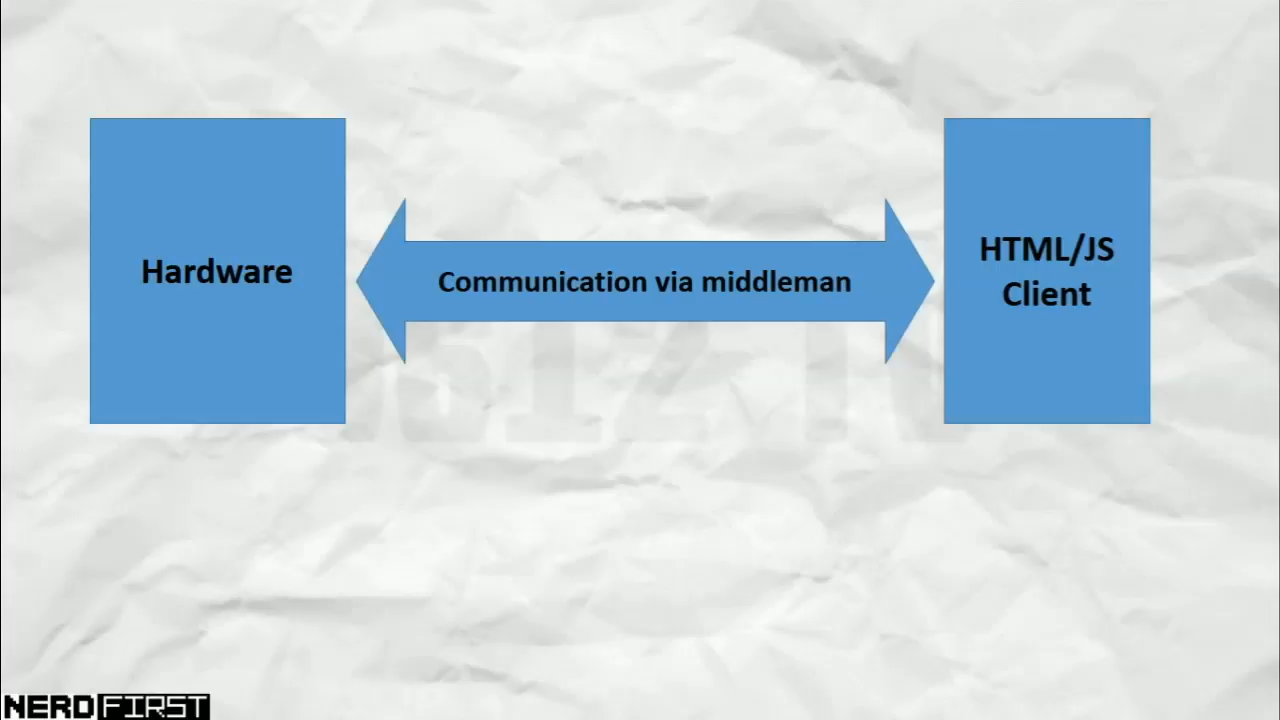 Hardware
Communication via middleman
HTML/JS
Client
NERDFIRST